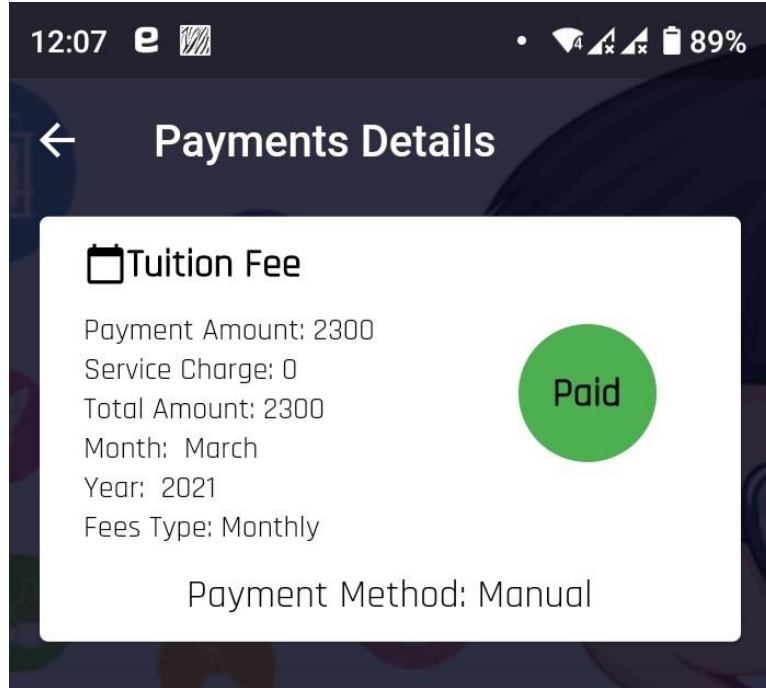 12:07 e 4 89%
Payments Details
Tuition Fee
Payment Amount: 2300
Service Charge: 0
Total Amount: 2300
Paid
Month: March
Year: 2021
Fees Type: Monthly
Payment Method: Manual